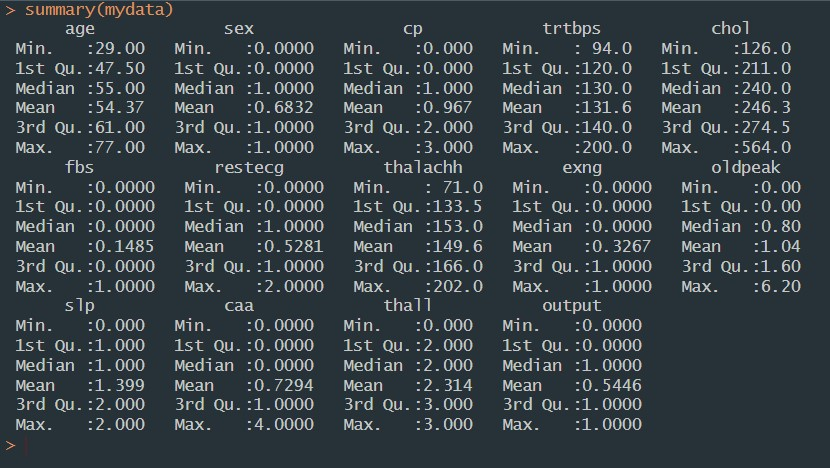 > summary(mydata)
      age             sex               cp            trtbps           chol
 Min.   :29.00   Min.   :0.0000   Min.   :0.000   Min.   : 94.0   Min.   :126.0
 1st Qu.:47.50   1st Qu.:0.0000   1st Qu.:0.000   1st Qu.:120.0   1st Qu.:211.0
 Median :55.00   Median :1.0000   Median :1.000   Median :130.0   Median :240.0
 Mean   :54.37   Mean   :0.6832   Mean   :0.967   Mean   :131.6   Mean   :246.3
 3rd Qu.:61.00   3rd Qu.:1.0000   3rd Qu.:2.000   3rd Qu.:140.0   3rd Qu.:274.5
 Max.   :77.00   Max.   :1.0000   Max.   :3.000   Max.   :200.0   Max.   :564.0
      fbs            restecg          thalachh          exng           oldpeak
 Min.   :0.0000   Min.   :0.0000   Min.   : 71.0   Min.   :0.0000   Min.   :0.00
 1st Qu.:0.0000   1st Qu.:0.0000   1st Qu.:133.5   1st Qu.:0.0000   1st Qu.:0.00
 Median :0.0000   Median :1.0000   Median :153.0   Median :0.0000   Median :0.80
 Mean   :0.1485   Mean   :0.5281   Mean   :149.6   Mean   :0.3267   Mean   :1.04
 3rd Qu.:0.0000   3rd Qu.:1.0000   3rd Qu.:166.0   3rd Qu.:1.0000   3rd Qu.:1.60
 Max.   :1.0000   Max.   :2.0000   Max.   :202.0   Max.   :1.0000   Max.   :6.20
      slp             caa             thall           output
 Min.   :0.000   Min.   :0.0000   Min.   :0.000   Min.   :0.0000
 1st Qu.:1.000   1st Qu.:0.0000   1st Qu.:2.000   1st Qu.:0.0000
 Median :1.000   Median :0.0000   Median :2.000   Median :1.0000
 Mean   :1.399   Mean   :0.7294   Mean   :2.314   Mean   :0.5446
 3rd Qu.:2.000   3rd Qu.:1.0000   3rd Qu.:3.000   3rd Qu.:1.0000
 Max.   :2.000   Max.   :4.0000   Max.   :3.000   Max.   :1.0000
>